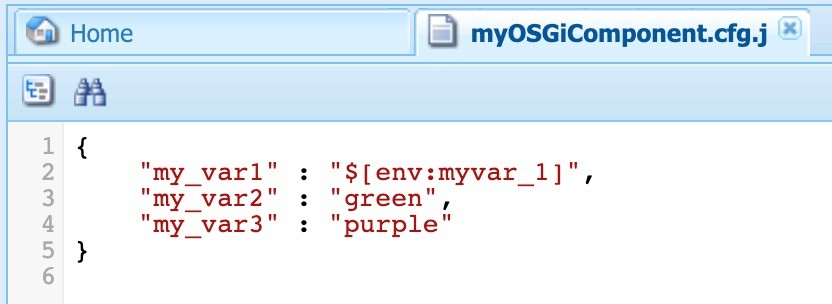 Home
myOSGiComponent.cfg.j
1 {
2 "my_var1" : "$[env:myvar_1]",
3 "my_var2" : "green",
4 "my_var3" : "purple"
5 }
6